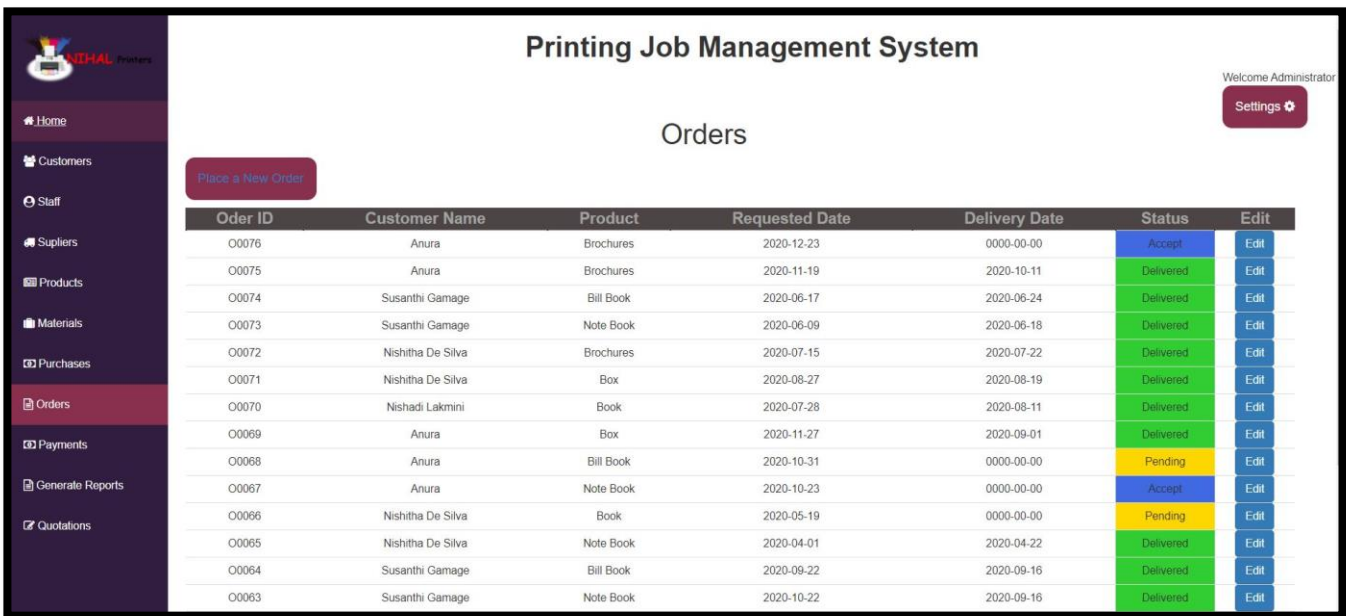 NIHAL Printers
Printing Job Management System
Welcome Administrator
Settings
Home
Customers
Staff
Supliers
Products
Materials
Purchases
Orders
Payments
Generate Reports
Quotations
Orders
Place a New Order
Oder ID Customer Name Product Requested Date Delivery Date Status Edit
O0076 Anura Brochures 2020-12-23 0000-00-00 Accept Edit
O0075 Anura Brochures 2020-11-19 2020-10-11 Delivered Edit
O0074 Susanthi Gamage Bill Book 2020-06-17 2020-06-24 Delivered Edit
O0073 Susanthi Gamage Note Book 2020-06-09 2020-06-18 Delivered Edit
O0072 Nishitha De Silva Brochures 2020-07-15 2020-07-22 Delivered Edit
O0071 Nishitha De Silva Box 2020-08-27 2020-08-19 Delivered Edit
O0070 Nishadi Lakmini Book 2020-07-28 2020-08-11 Delivered Edit
O0069 Anura Box 2020-11-27 2020-09-01 Delivered Edit
O0068 Anura Bill Book 2020-10-31 0000-00-00 Pending Edit
O0067 Anura Note Book 2020-10-23 0000-00-00 Accept Edit
O0066 Nishitha De Silva Book 2020-05-19 0000-00-00 Pending Edit
O0065 Nishitha De Silva Note Book 2020-04-01 2020-04-22 Delivered Edit
O0064 Susanthi Gamage Bill Book 2020-09-22 2020-09-16 Delivered Edit
O0063 Susanthi Gamage Note Book 2020-10-22 2020-09-16 Delivered Edit